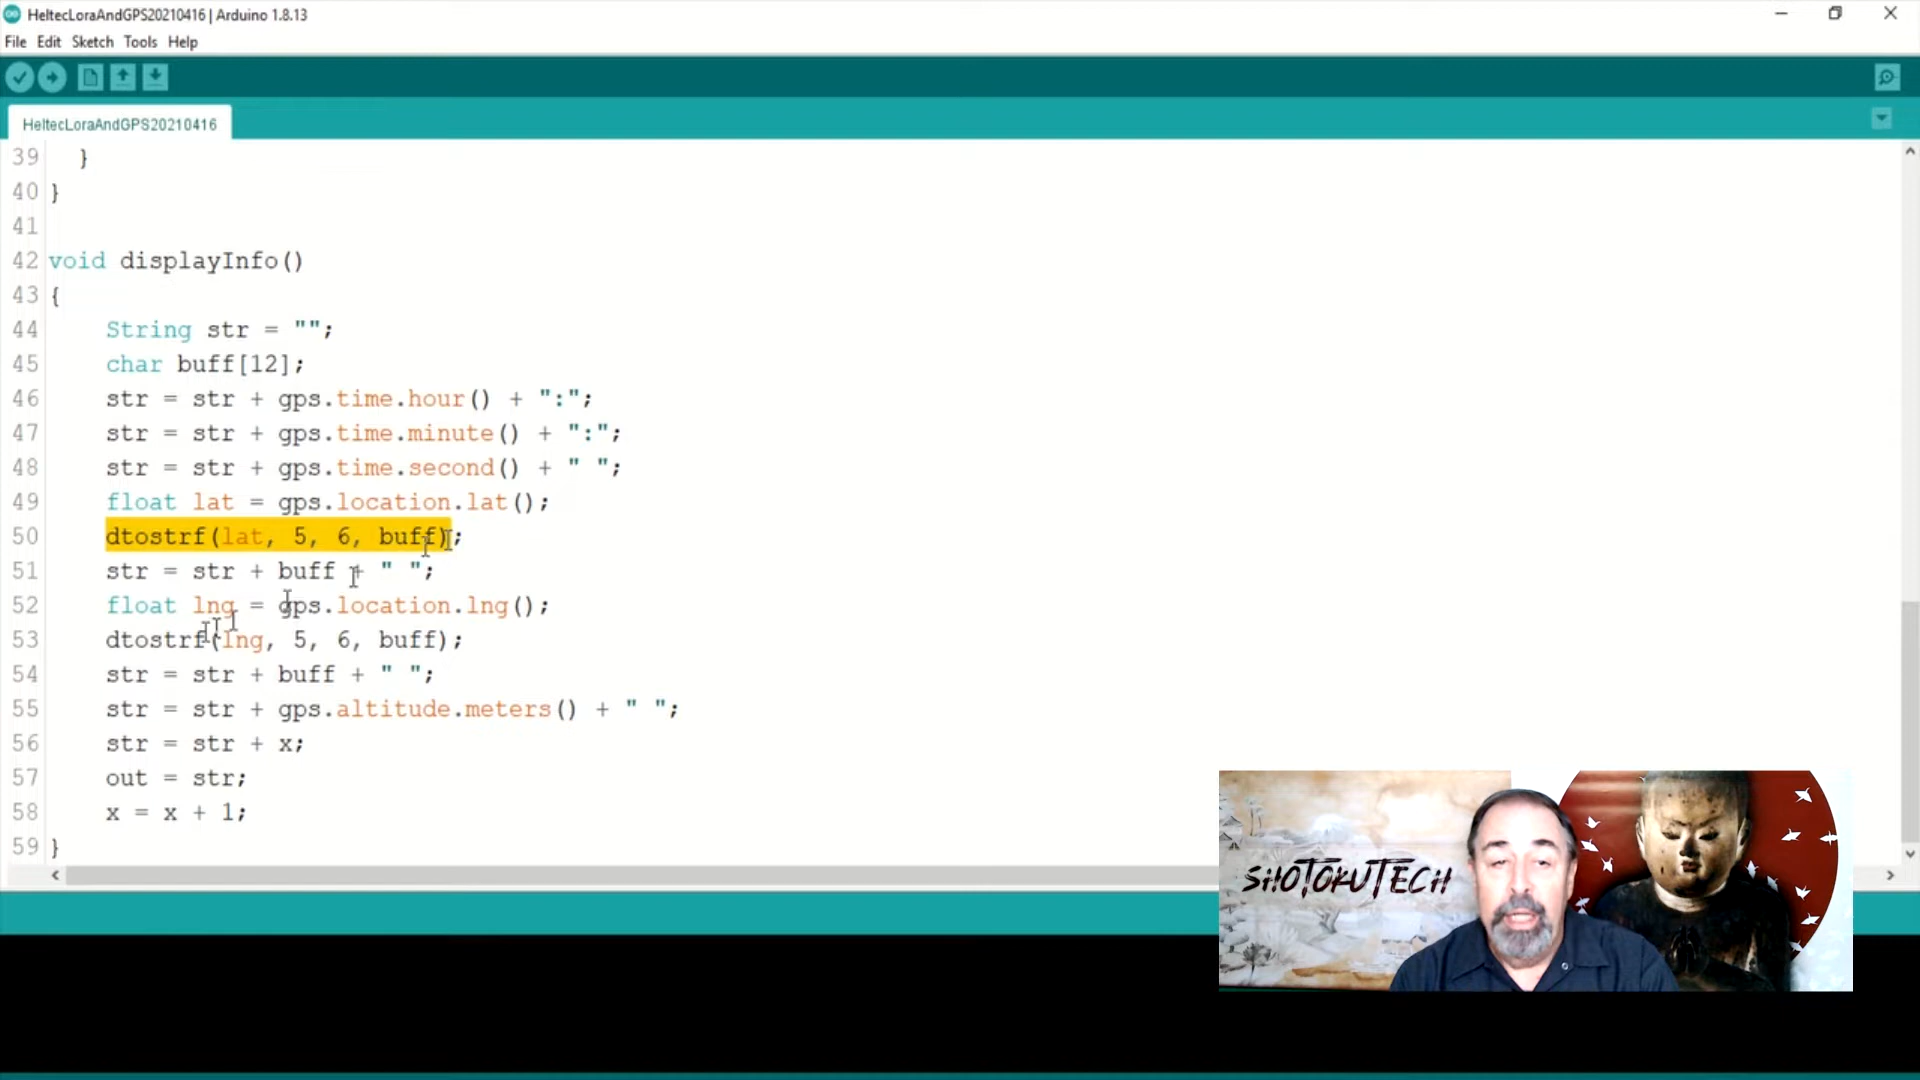 HeltecLoraAndGPS20210416 | Arduino 1.8.13
File Edit Sketch Tools Help
HeltecLoraAndGPS20210416
39 }
40 }
41
42 void displayInfo()
43 {
44 String str = "";
45 char buff[12];
46 str = str + gps.time.hour() + ":";
47 str = str + gps.time.minute() + ":";
48 str = str + gps.time.second() + " ";
49 float lat = gps.location.lat();
50 dtostrf(lat, 5, 6, buff);
51 str = str + buff + " ";
52 float lng = gps.location.lng();
53 dtostrf(lng, 5, 6, buff);
54 str = str + buff + " ";
55 str = str + gps.altitude.meters() + " ";
56 str = str + x;
57 out = str;
58 x = x + 1;
59 }
SHOTOKUTECH